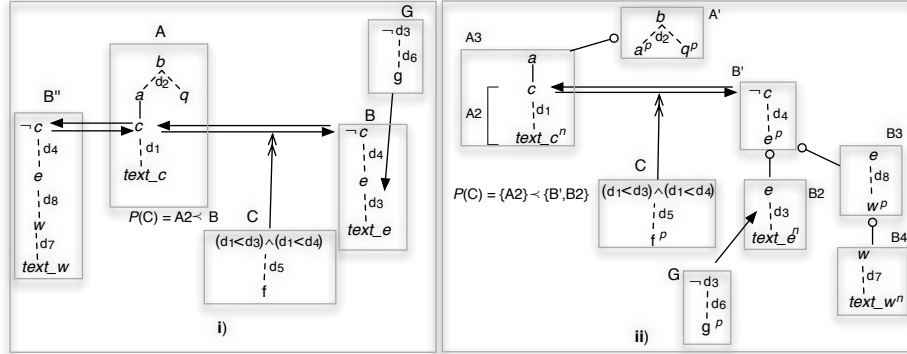 A
b
d2
a q
c
d1
text_c
B"
¬ c
d4
e
d8
w
d7
text_w
G
¬ d3
d6
g
B
¬ c
d4
e
d3
text_e
P(C) = A2≺ B
C
(d1<d3)∧(d1<d4)
d5
f
i)
A'
b
d2
a^p q^p
A3
a
c
A2
d1
text_c^n
B'
¬ c
d4
e^p
B3
e
d8
w^p
B2
e
d3
text_e^n
B4
w
d7
text_w^n
C
P(C) = {A2}≺{B',B2}
(d1<d3)∧(d1<d4)
d5
f^p
G
¬ d3
d6
g^p
ii)